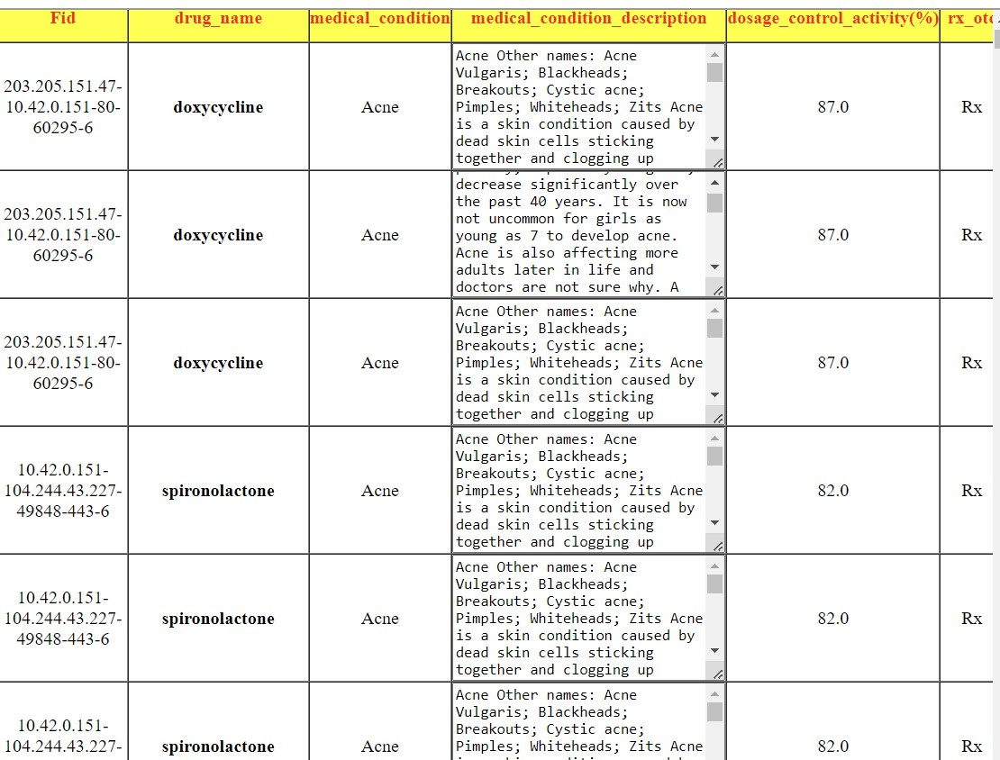 Fid drug_name medical_condition medical_condition_description dosage_control_activity(%) rx_otc
203.205.151.47-
10.42.0.151-80-
60295-6
doxycycline
Acne
Acne Other names: Acne
Vulgaris; Blackheads;
Breakouts; Cystic acne;
Pimples; Whiteheads; Zits Acne
is a skin condition caused by
dead skin cells sticking
together and clogging up
87.0
Rx
203.205.151.47-
10.42.0.151-80-
60295-6
doxycycline
Acne
decrease significantly over
the past 40 years. It is now
not uncommon for girls as
young as 7 to develop acne.
Acne is also affecting more
adults later in life and
doctors are not sure why. A
87.0
Rx
203.205.151.47-
10.42.0.151-80-
60295-6
doxycycline
Acne
Acne Other names: Acne
Vulgaris; Blackheads;
Breakouts; Cystic acne;
Pimples; Whiteheads; Zits Acne
is a skin condition caused by
dead skin cells sticking
together and clogging up
87.0
Rx
10.42.0.151-
104.244.43.227-
49848-443-6
spironolactone
Acne
Acne Other names: Acne
Vulgaris; Blackheads;
Breakouts; Cystic acne;
Pimples; Whiteheads; Zits Acne
is a skin condition caused by
dead skin cells sticking
together and clogging up
82.0
Rx
10.42.0.151-
104.244.43.227-
49848-443-6
spironolactone
Acne
Acne Other names: Acne
Vulgaris; Blackheads;
Breakouts; Cystic acne;
Pimples; Whiteheads; Zits Acne
is a skin condition caused by
dead skin cells sticking
together and clogging up
82.0
Rx
10.42.0.151-
104.244.43.227-
spironolactone
Acne
Acne Other names: Acne
Vulgaris; Blackheads;
Breakouts; Cystic acne;
Pimples; Whiteheads; Zits Acne
82.0
Rx